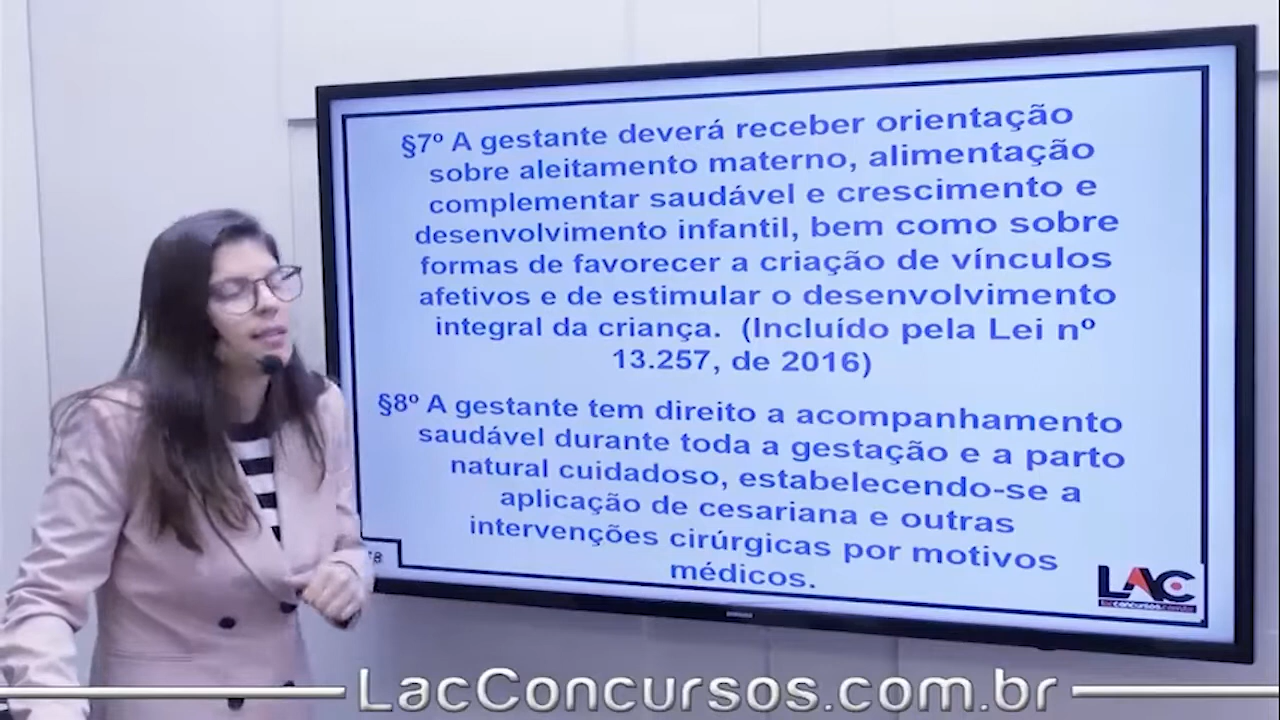 §7º A gestante deverá receber orientação
sobre aleitamento materno, alimentação
complementar saudável e crescimento e
desenvolvimento infantil, bem como sobre
formas de favorecer a criação de vínculos
afetivos e de estimular o desenvolvimento
integral da criança. (Incluído pela Lei nº
13.257, de 2016)
§8º A gestante tem direito a acompanhamento
saudável durante toda a gestação e a parto
natural cuidadoso, estabelecendo-se a
aplicação de cesariana e outras
intervenções cirúrgicas por motivos
médicos.
LAC
lacconcursos.com.br
LacConcursos.com.br